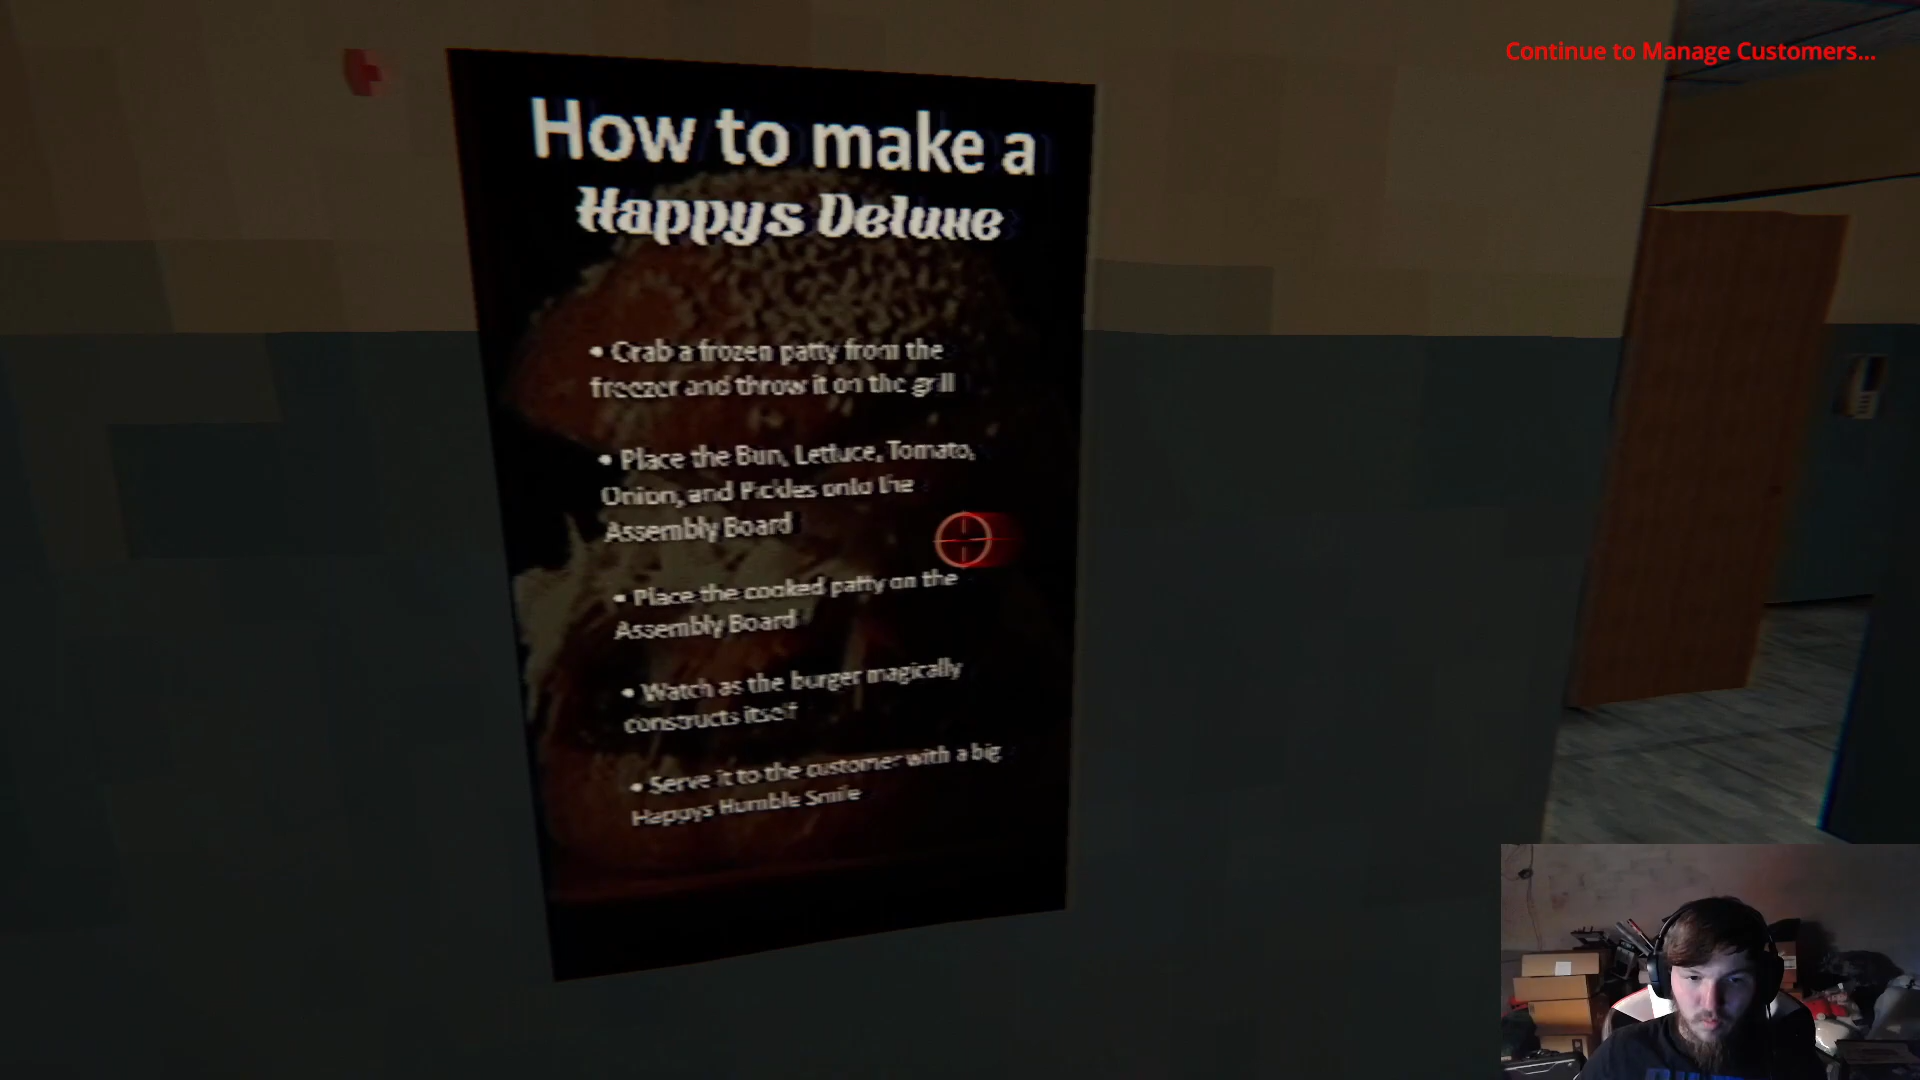 Continue to Manage Customers...
How to make a
Happys Deluxe
• Grab a frozen patty from the
freezer and throw it on the grill
• Place the Bun, Lettuce, Tomato,
Onion, and Pickles onto the
Assembly Board
• Place the cooked patty on the
Assembly Board
• Watch as the burger magically
constructs itself
• Serve it to the customer with a big
Happys Humble Smile